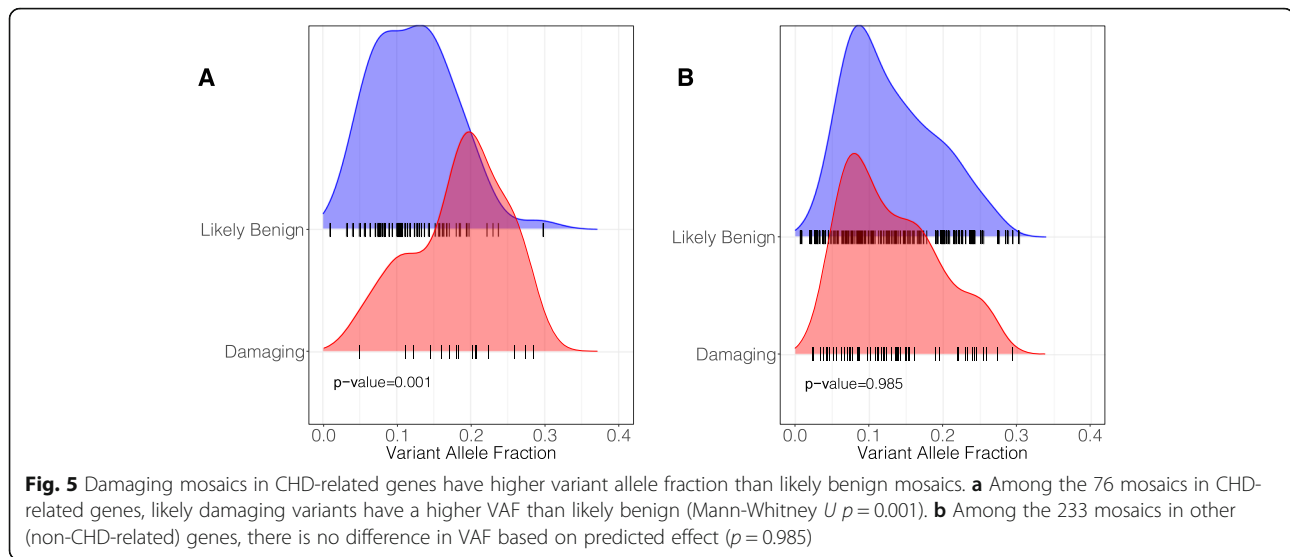 A
B
Likely Benign
Damaging
p-value=0.001
0.0 0.1 0.2 0.3 0.4
Variant Allele Fraction
Likely Benign
Damaging
p-value=0.985
0.0 0.1 0.2 0.3 0.4
Variant Allele Fraction
Fig. 5 Damaging mosaics in CHD-related genes have higher variant allele fraction than likely benign mosaics. a Among the 76 mosaics in CHD-
related genes, likely damaging variants have a higher VAF than likely benign (Mann-Whitney U p = 0.001). b Among the 233 mosaics in other
(non-CHD-related) genes, there is no difference in VAF based on predicted effect (p = 0.985)